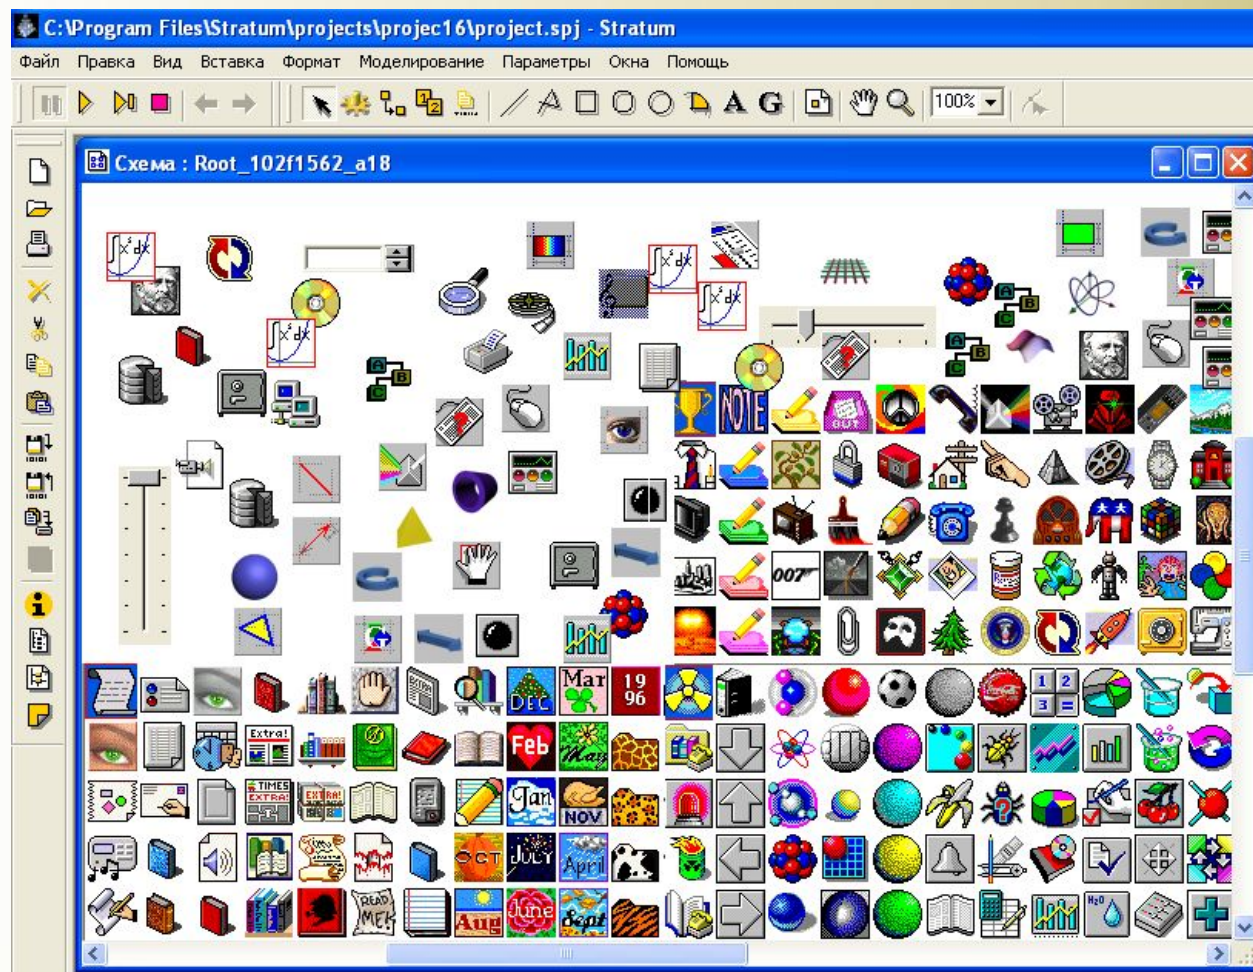 C:\Program Files\Stratum\projects\projec16\project.spj - Stratum
Файл Правка Вид Вставка Формат Моделирование Параметры Окна Помощь
A G 100%
Схема : Root_102f1562_a18
NOTE OUT
007
DEC Mar 19 96
1 2 3 =
Extra! Feb May
TIMES EXTRA! EXTRA! Jan NOV
OCT JULY April
READ ME! Aug June Sept H2O